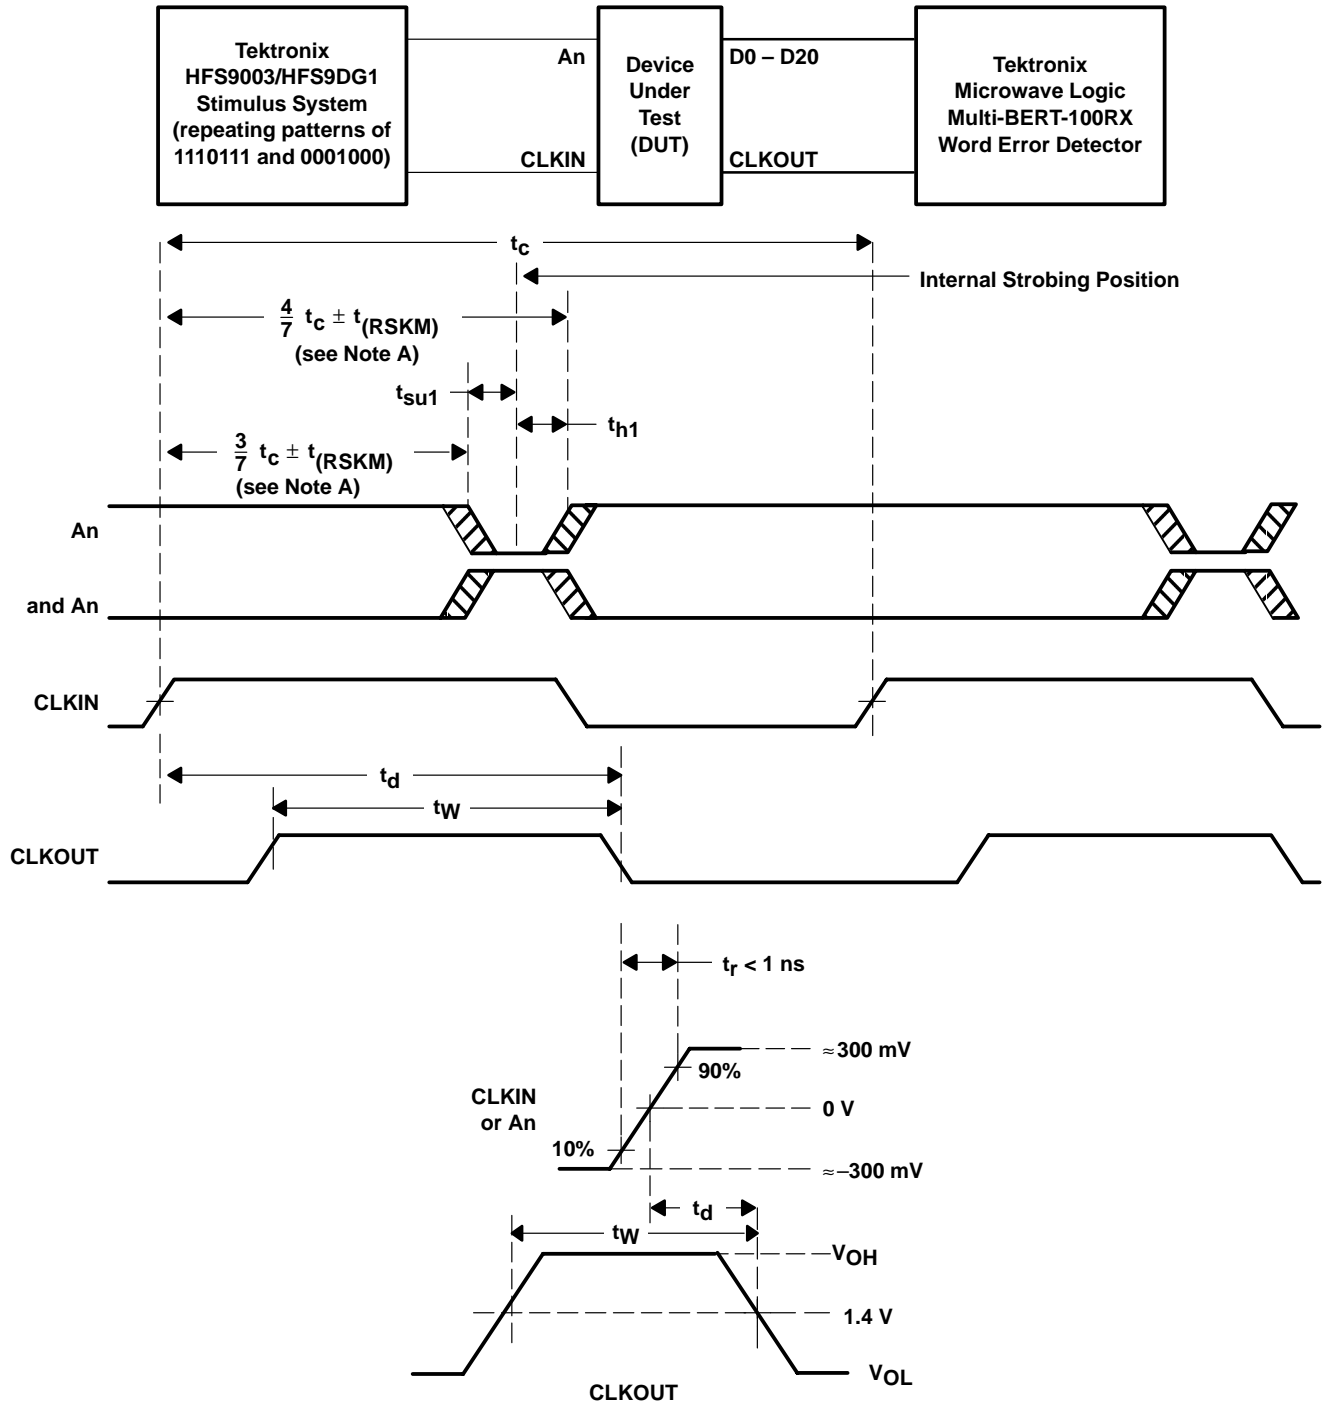 Tektronix
HFS9003/HFS9DG1
Stimulus System
(repeating patterns of
1110111 and 0001000)
An
CLKIN
Device
Under
Test
(DUT)
D0 – D20
CLKOUT
Tektronix
Microwave Logic
Multi-BERT-100RX
Word Error Detector
tc
Internal Strobing Position
4/7 tc ± t(RSKM)
(see Note A)
tsu1
th1
3/7 tc ± t(RSKM)
(see Note A)
An
and An
CLKIN
td
tW
CLKOUT
tr < 1 ns
≈300 mV
90%
CLKIN
or An
0 V
10%
≈–300 mV
td
tW
VOH
1.4 V
VOL
CLKOUT